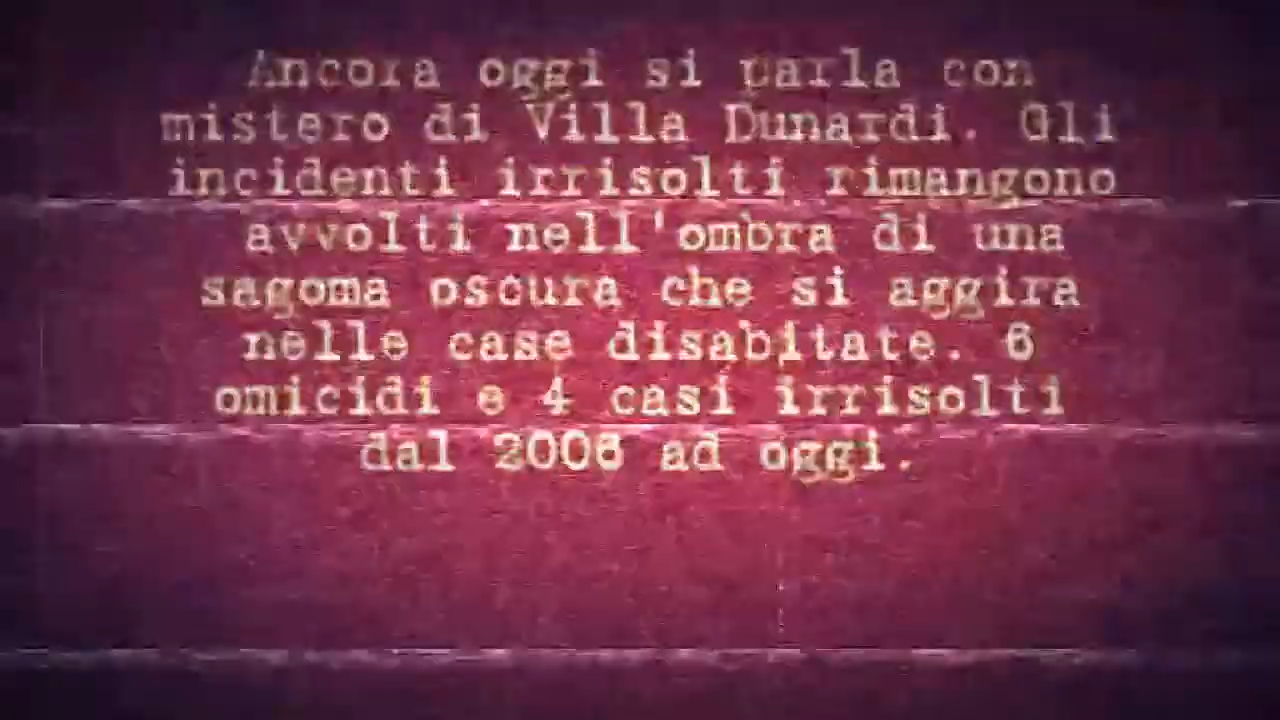 Ancora oggi si parla con
mistero di Villa Dunardi. Gli
incidenti irrisolti rimangono
avvolti nell'ombra di una
sagoma oscura che si aggira
nelle case disabitate. 6
omicidi e 4 casi irrisolti
dal 2006 ad oggi.